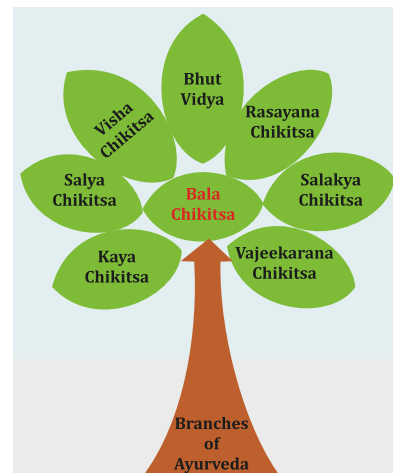 Bhut
Vidya
Visha
Chikitsa
Rasayana
Chikitsa
Salya
Chikitsa
Bala
Chikitsa
Salakya
Chikitsa
Kaya
Chikitsa
Vajeekarana
Chikitsa
Branches
of
Ayurveda